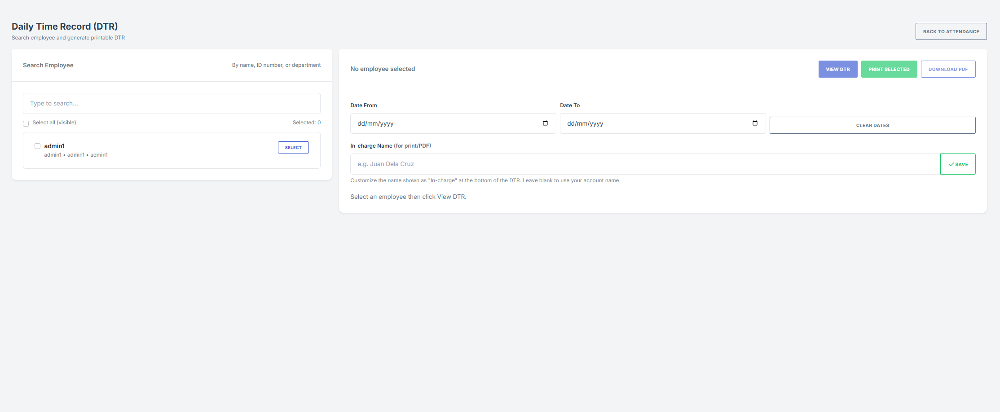 Daily Time Record (DTR)
Search employee and generate printable DTR
BACK TO ATTENDANCE
Search Employee
By name, ID number, or department
Type to search...
Select all (visible)
Selected: 0
admin1
admin1 • admin1 • admin1
SELECT
No employee selected
VIEW DTR
PRINT SELECTED
DOWNLOAD PDF
Date From
dd/mm/yyyy
Date To
dd/mm/yyyy
CLEAR DATES
In-charge Name (for print/PDF)
e.g. Juan Dela Cruz
SAVE
Customize the name shown as "In-charge" at the bottom of the DTR. Leave blank to use your account name.
Select an employee then click View DTR.